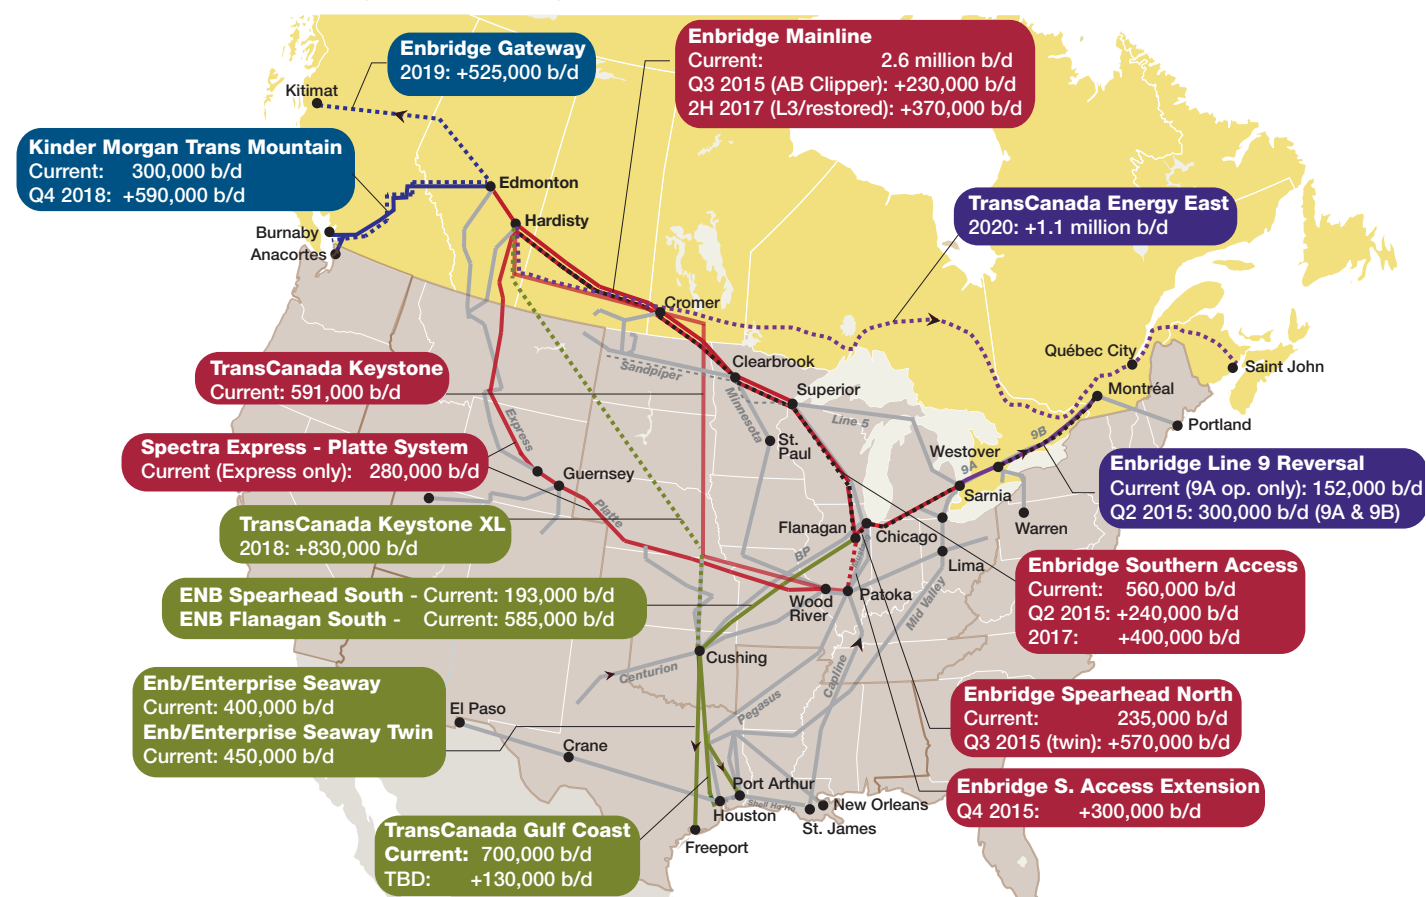 Enbridge Gateway
2019: +525,000 b/d
Enbridge Mainline
Current: 2.6 million b/d
Q3 2015 (AB Clipper): +230,000 b/d
2H 2017 (L3/restored): +370,000 b/d
Kitimat
Kinder Morgan Trans Mountain
Current: 300,000 b/d
Q4 2018: +590,000 b/d
Edmonton
Hardisty
Burnaby
Anacortes
TransCanada Energy East
2020: +1.1 million b/d
Cromer
Clearbrook
Superior
Sandpiper
Minnesota
Line 5
St.
Paul
Québec City
Saint John
Montréal
Portland
9B
9A
Westover
Sarnia
Warren
TransCanada Keystone
Current: 591,000 b/d
Express
Spectra Express - Platte System
Current (Express only): 280,000 b/d
Guernsey
Platte
Enbridge Line 9 Reversal
Current (9A op. only): 152,000 b/d
Q2 2015: 300,000 b/d (9A & 9B)
TransCanada Keystone XL
2018: +830,000 b/d
Flanagan
Chicago
BP
Lima
Mid Valley
Wood
River
Patoka
Enbridge Southern Access
Current: 560,000 b/d
Q2 2015: +240,000 b/d
2017: +400,000 b/d
ENB Spearhead South - Current: 193,000 b/d
ENB Flanagan South - Current: 585,000 b/d
Cushing
Centurion
Capline
Pegasus
Enb/Enterprise Seaway
Current: 400,000 b/d
Enb/Enterprise Seaway Twin
Current: 450,000 b/d
El Paso
Crane
Enbridge Spearhead North
Current: 235,000 b/d
Q3 2015 (twin): +570,000 b/d
Enbridge S. Access Extension
Q4 2015: +300,000 b/d
Port Arthur
Shell Ho-Ho
New Orleans
Houston
St. James
Freeport
TransCanada Gulf Coast
Current: 700,000 b/d
TBD: +130,000 b/d